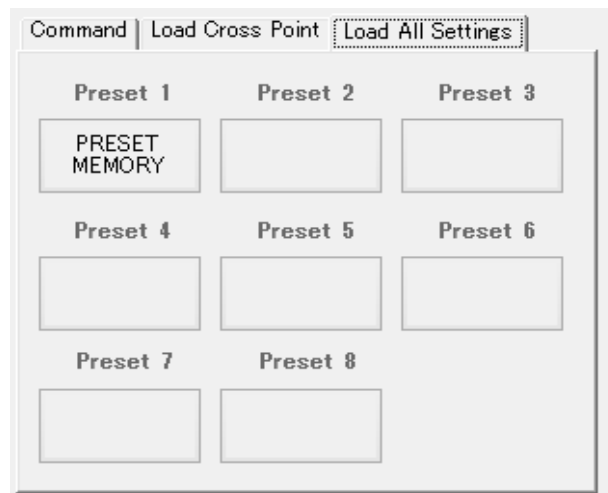 Command Load Cross Point Load All Settings
Preset 1 Preset 2 Preset 3
PRESET
MEMORY
Preset 4 Preset 5 Preset 6
Preset 7 Preset 8